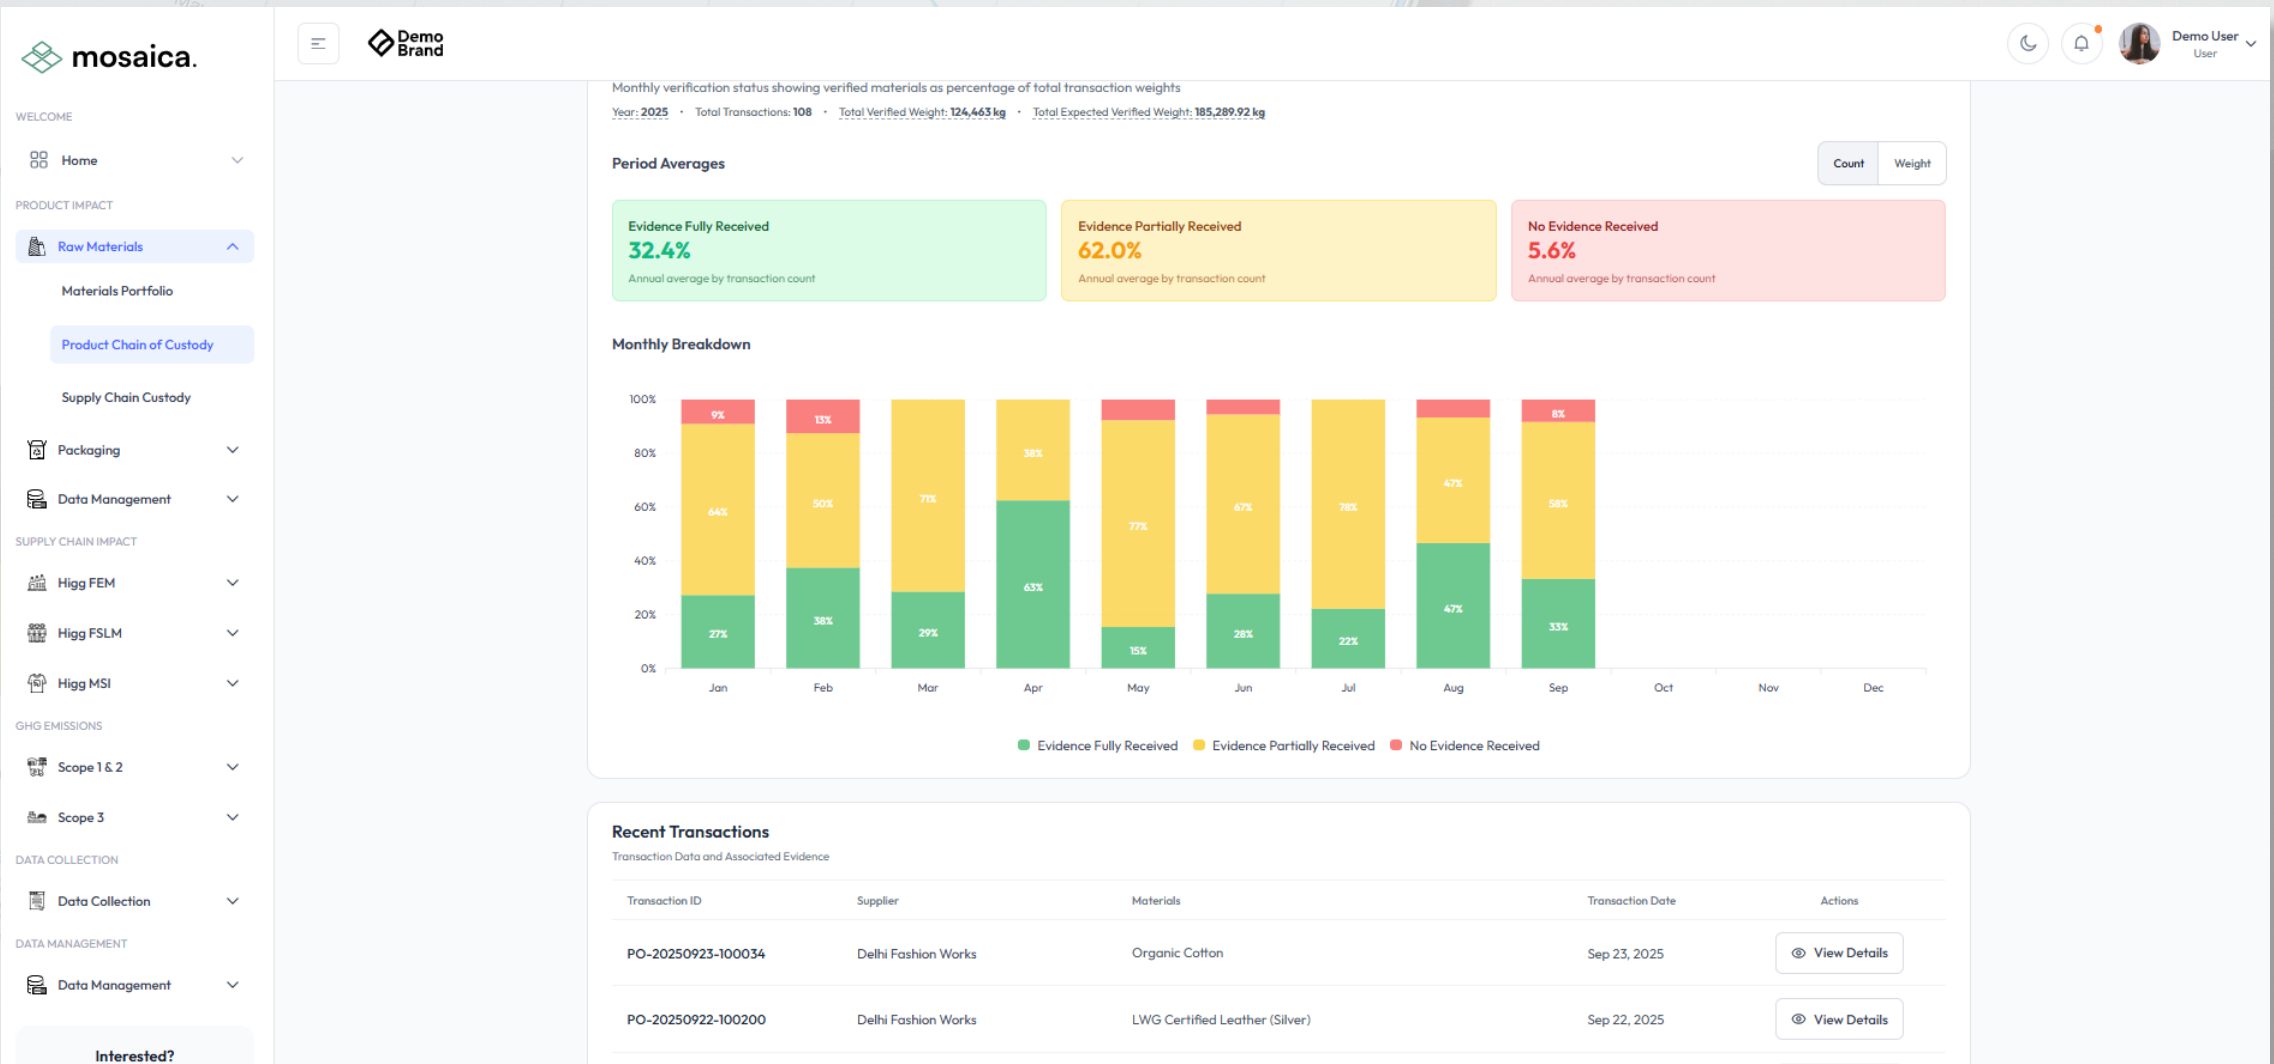 mosaica.
Demo
Brand
Demo User
User
WELCOME
Home
PRODUCT IMPACT
Raw Materials
Materials Portfolio
Product Chain of Custody
Supply Chain Custody
Packaging
Data Management
SUPPLY CHAIN IMPACT
Higg FEM
Higg FSLM
Higg MSI
GHG EMISSIONS
Scope 1 & 2
Scope 3
DATA COLLECTION
Data Collection
DATA MANAGEMENT
Data Management
Interested?
Monthly verification status showing verified materials as percentage of total transaction weights
Year: 2025 • Total Transactions: 108 • Total Verified Weight: 124,463 kg • Total Expected Verified Weight: 185,289.92 kg
Period Averages
Count Weight
Evidence Fully Received
32.4%
Annual average by transaction count
Evidence Partially Received
62.0%
Annual average by transaction count
No Evidence Received
5.6%
Annual average by transaction count
Monthly Breakdown
100%
80%
60%
40%
20%
0%
9% 64% 27%
13% 50% 38%
71% 29%
38% 63%
77% 15%
67% 28%
78% 22%
47% 47%
8% 58% 33%
Jan Feb Mar Apr May Jun Jul Aug Sep Oct Nov Dec
Evidence Fully Received Evidence Partially Received No Evidence Received
Recent Transactions
Transaction Data and Associated Evidence
Transaction ID Supplier Materials Transaction Date Actions
PO-20250923-100034 Delhi Fashion Works Organic Cotton Sep 23, 2025 View Details
PO-20250922-100200 Delhi Fashion Works LWG Certified Leather (Silver) Sep 22, 2025 View Details